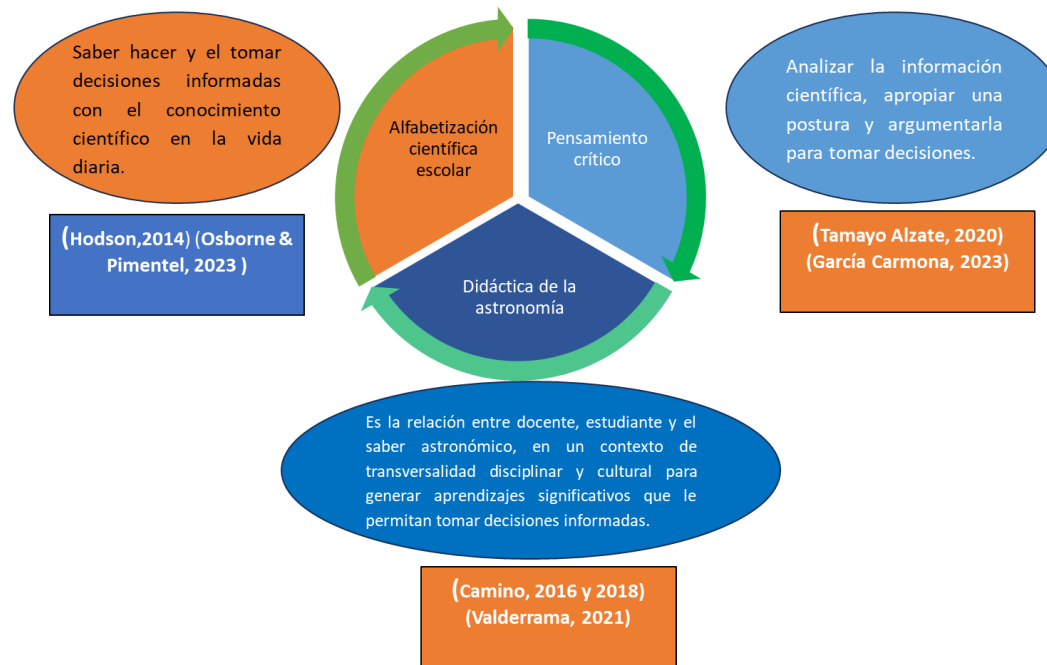 Saber hacer y el tomar
decisiones informadas
con el conocimiento
científico en la vida
diaria.
(Hodson,2014) (Osborne &
Pimentel, 2023 )
Alfabetización
científica
escolar
Pensamiento
crítico
Didáctica de la
astronomía
Analizar la información
científica, apropiar una
postura y argumentarla
para tomar decisiones.
(Tamayo Alzate, 2020)
(García Carmona, 2023)
Es la relación entre docente, estudiante y el
saber astronómico, en un contexto de
transversalidad disciplinar y cultural para
generar aprendizajes significativos que le
permitan tomar decisiones informadas.
(Camino, 2016 y 2018)
(Valderrama, 2021)